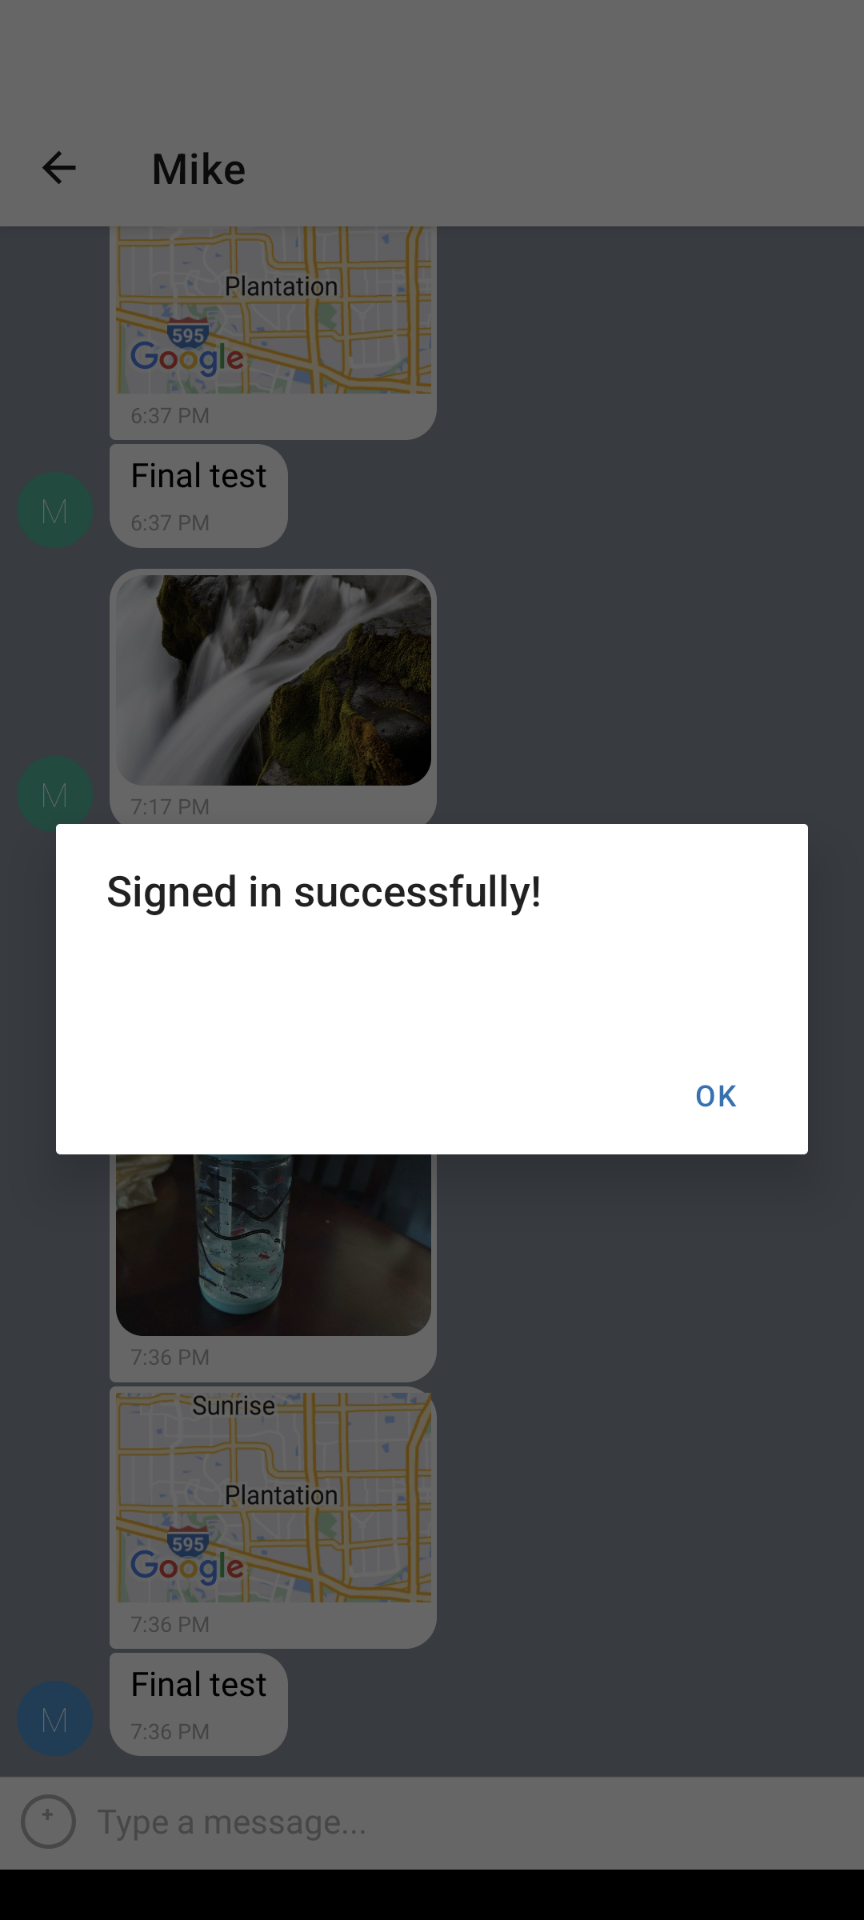 Mike
Plantation
595
Google
6:37 PM
Final test
M
6:37 PM
M
7:17 PM
Signed in successfully!
OK
7:36 PM
Sunrise
Plantation
595
Google
7:36 PM
Final test
M
7:36 PM
+
Type a message...